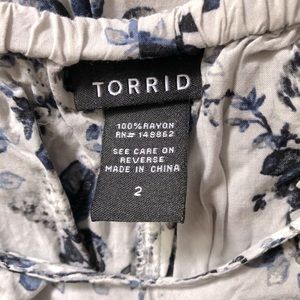 TORRID
100% RAYON
RN# 148862
SEE CARE ON
REVERSE
MADE IN CHINA
2